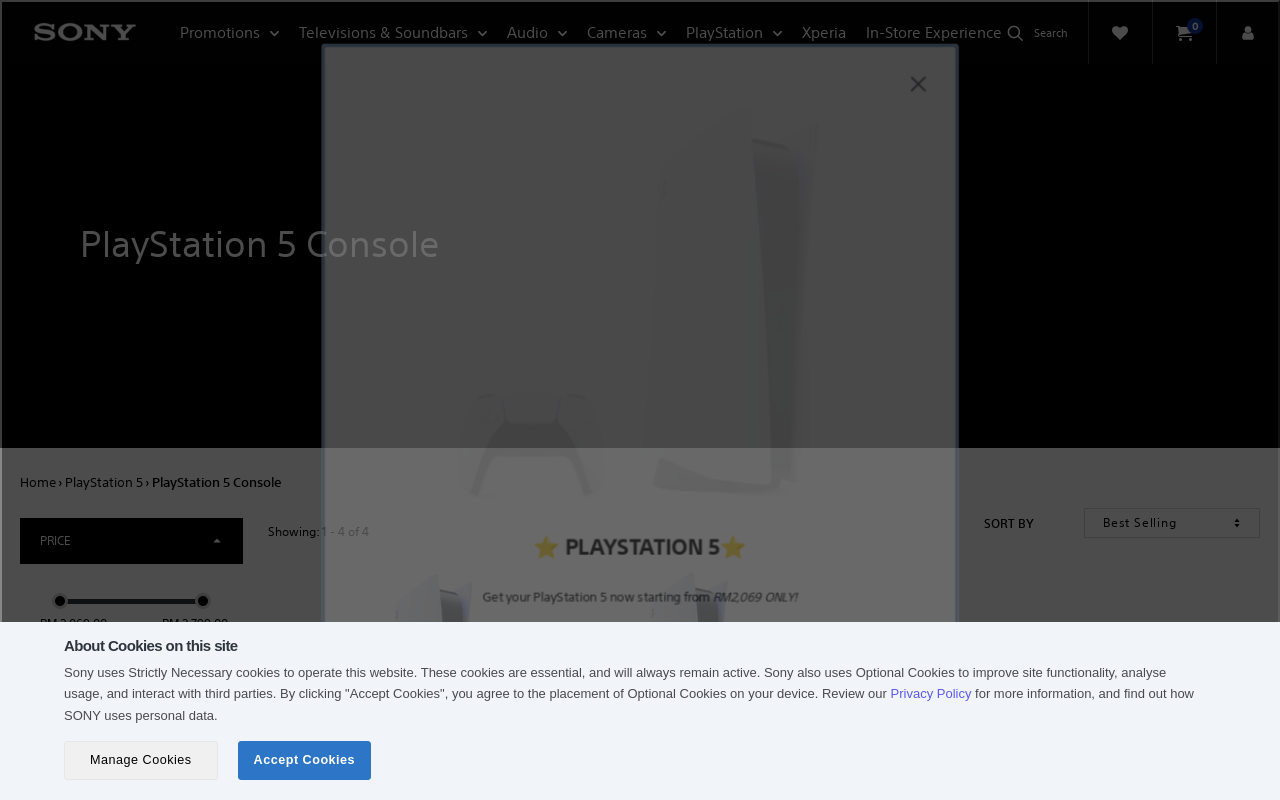 SONY
Promotions
Televisions & Soundbars
Audio
Cameras
PlayStation
Xperia
In-Store Experience
Search
0
PlayStation 5 Console
Home › PlayStation 5 › PlayStation 5 Console
PRICE
Showing: 1 - 4 of 4
SORT BY
Best Selling
⭐ PLAYSTATION 5⭐
Get your PlayStation 5 now starting from RM2,069 ONLY!
About Cookies on this site
Sony uses Strictly Necessary cookies to operate this website. These cookies are essential, and will always remain active. Sony also uses Optional Cookies to improve site functionality, analyse
usage, and interact with third parties. By clicking "Accept Cookies", you agree to the placement of Optional Cookies on your device. Review our Privacy Policy for more information, and find out how
SONY uses personal data.
Manage Cookies
Accept Cookies